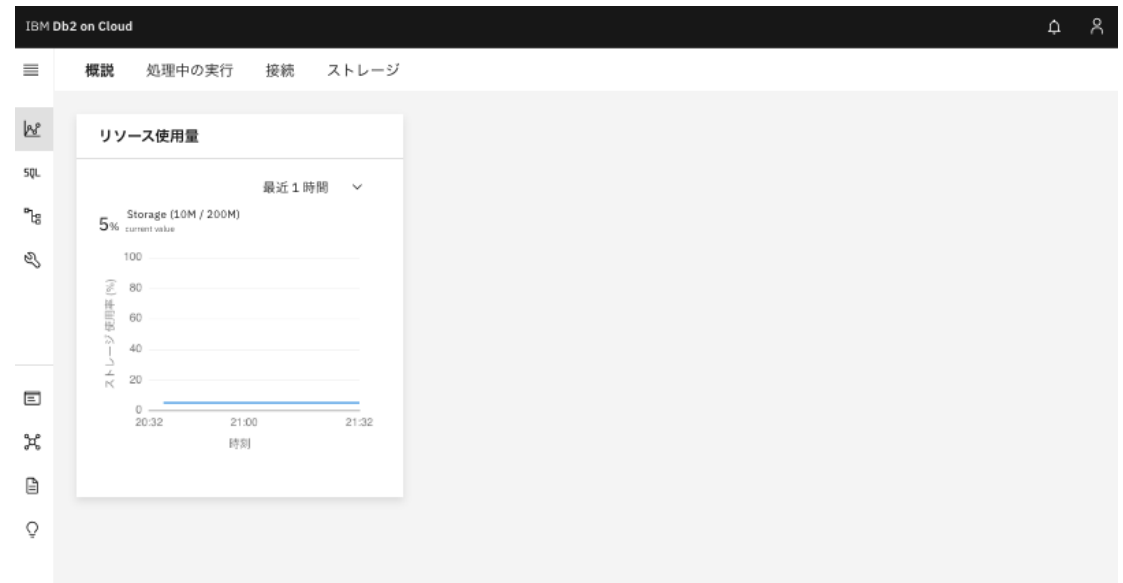 IBM Db2 on Cloud
概説 処理中の実行 接続 ストレージ
リソース使用量
SQL
最近 1 時間
5% Storage (10M / 200M)
current value
100
80
60
40
20
0
ストレージ 使用率 (%)
20:32 21:00 21:32
時刻